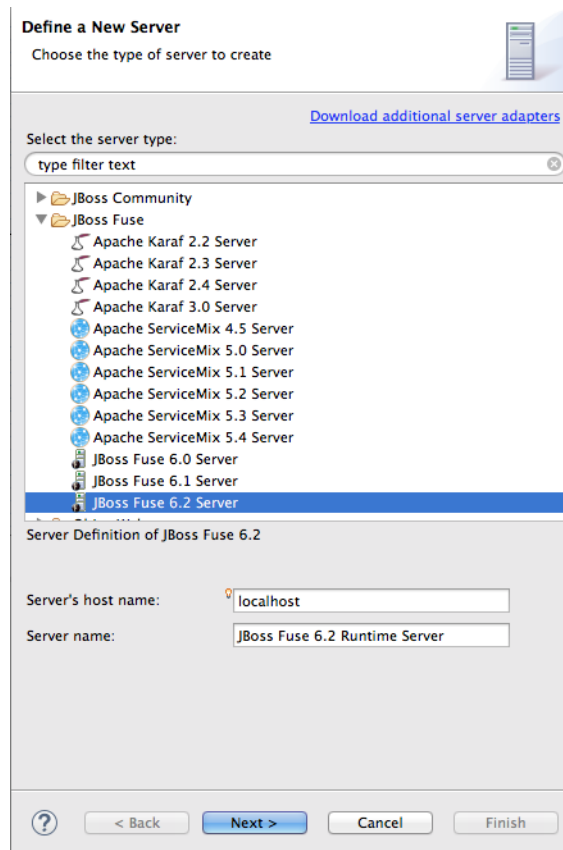 Define a New Server
Choose the type of server to create
Download additional server adapters
Select the server type:
type filter text
JBoss Community
JBoss Fuse
Apache Karaf 2.2 Server
Apache Karaf 2.3 Server
Apache Karaf 2.4 Server
Apache Karaf 3.0 Server
Apache ServiceMix 4.5 Server
Apache ServiceMix 5.0 Server
Apache ServiceMix 5.1 Server
Apache ServiceMix 5.2 Server
Apache ServiceMix 5.3 Server
Apache ServiceMix 5.4 Server
JBoss Fuse 6.0 Server
JBoss Fuse 6.1 Server
JBoss Fuse 6.2 Server
Server Definition of JBoss Fuse 6.2
Server's host name: localhost
Server name: JBoss Fuse 6.2 Runtime Server
? < Back Next > Cancel Finish